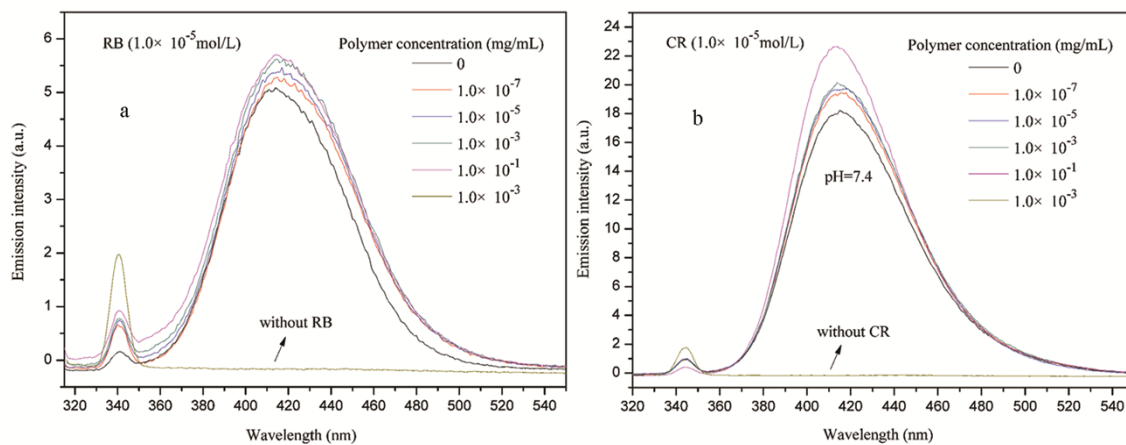 RB (1.0× 10-5mol/L)
Polymer concentration (mg/mL)
0
1.0× 10-7
1.0× 10-5
1.0× 10-3
1.0× 10-1
1.0× 10-3
a
without RB
Emission intensity (a.u.)
6
5
4
3
2
1
0
320 340 360 380 400 420 440 460 480 500 520 540
Wavelength (nm)
CR (1.0× 10-5mol/L)
Polymer concentration (mg/mL)
0
1.0× 10-7
1.0× 10-5
1.0× 10-3
1.0× 10-1
1.0× 10-3
b
pH=7.4
without CR
Emission intensity (a.u.)
24
22
20
18
16
14
12
10
8
6
4
2
0
320 340 360 380 400 420 440 460 480 500 520 540
Wavelength (nm)